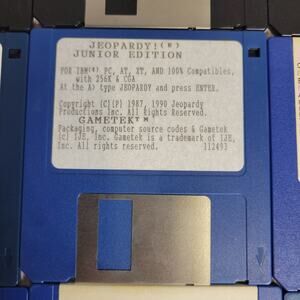 JEOPARDY!(R)
JUNIOR EDITION
FOR IBM(R) PC, AT, XT, AND 100% Compatibles,
with 256K & CGA
At the A> type JEOPARDY and press ENTER.
Copyright (C)(P) 1987, 1990 Jeopardy
Productions Inc. All Rights Reserved.
GAMETEK™
Packaging, computer source codes & Gametek
(c) IJE, Inc. Gametek is a trademark of IJE,
Inc. All rights reserved. 112493